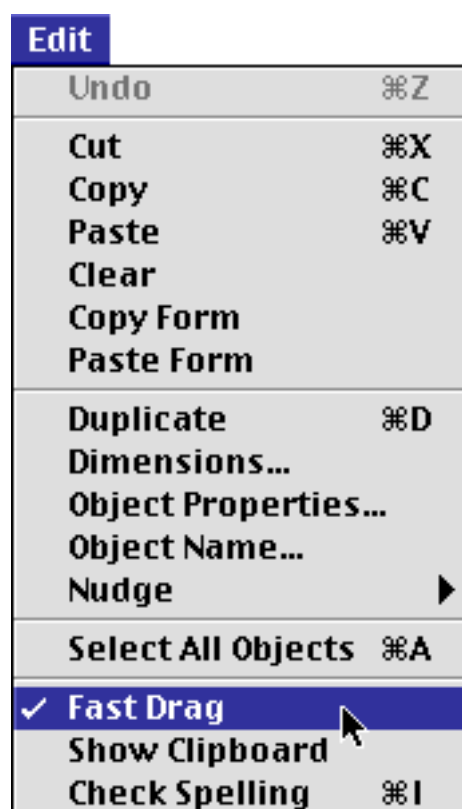 Edit
Undo ⌘Z
Cut ⌘X
Copy ⌘C
Paste ⌘V
Clear
Copy Form
Paste Form
Duplicate ⌘D
Dimensions...
Object Properties...
Object Name...
Nudge
Select All Objects ⌘A
✓ Fast Drag
Show Clipboard
Check Spelling ⌘I